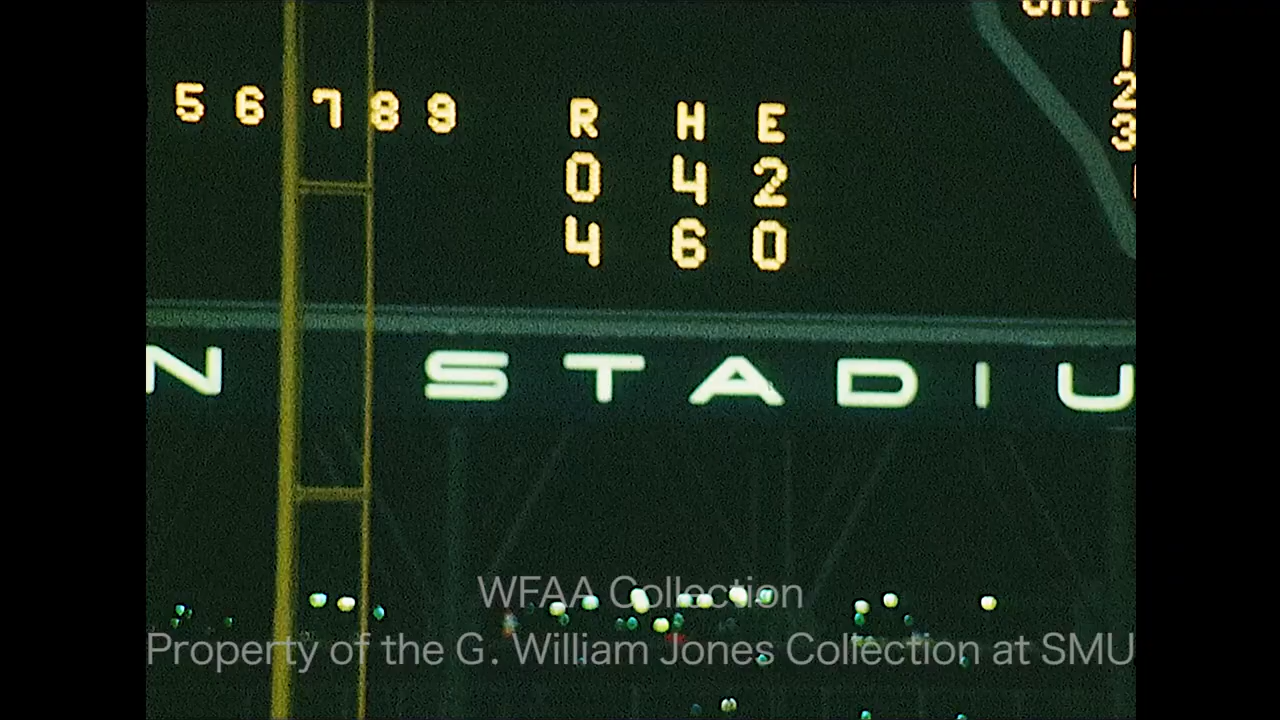 5 6 7 8 9 R H E
0 4 2
4 6 0
1
2
3
N STADIU
WFAA Collection
Property of the G. William Jones Collection at SMU